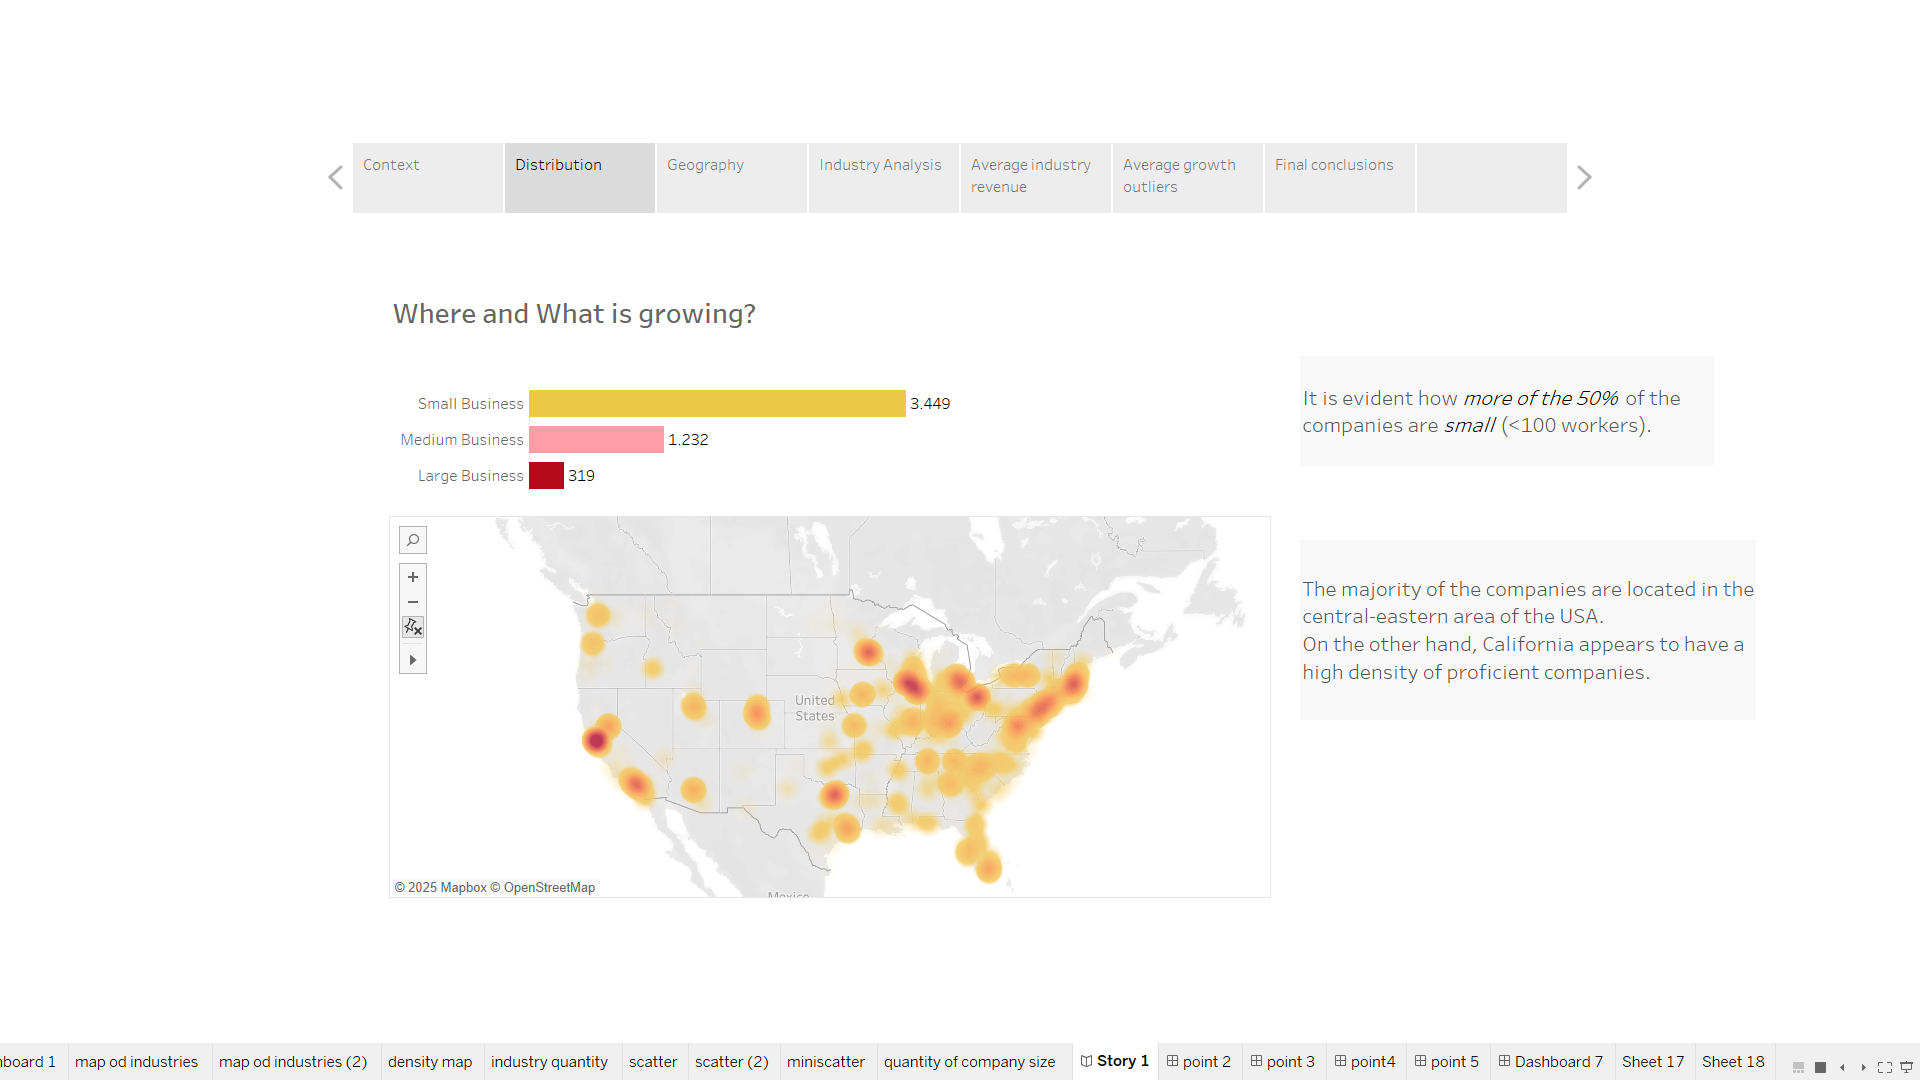 Context
Distribution
Geography
Industry Analysis
Average industry
revenue
Average growth
outliers
Final conclusions
Where and What is growing?
Small Business 3.449
Medium Business 1.232
Large Business 319
It is evident how more of the 50% of the
companies are small (<100 workers).
The majority of the companies are located in the
central-eastern area of the USA.
On the other hand, California appears to have a
high density of proficient companies.
United
States
Mexico
© 2025 Mapbox © OpenStreetMap
board 1
map od industries
map od industries (2)
density map
industry quantity
scatter
scatter (2)
miniscatter
quantity of company size
Story 1
point 2
point 3
point4
point 5
Dashboard 7
Sheet 17
Sheet 18